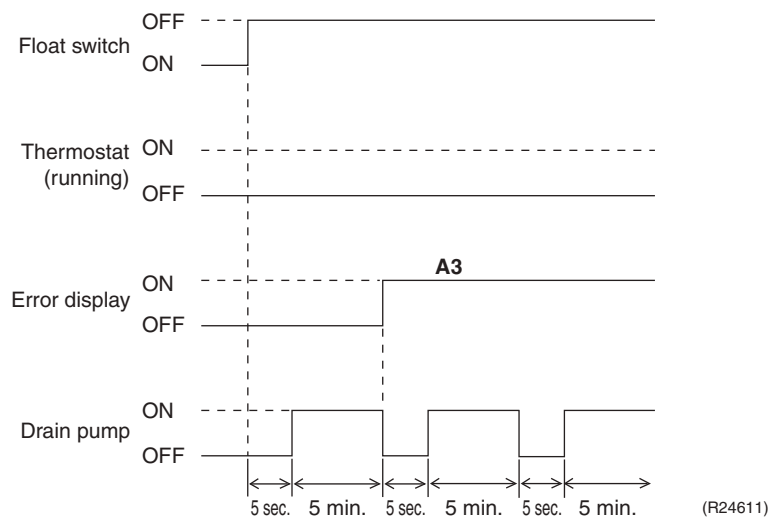 Float switch
OFF
ON
Thermostat
(running)
ON
OFF
Error display
ON
OFF
A3
Drain pump
ON
OFF
5 sec. 5 min. 5 sec. 5 min. 5 sec. 5 min.
(R24611)